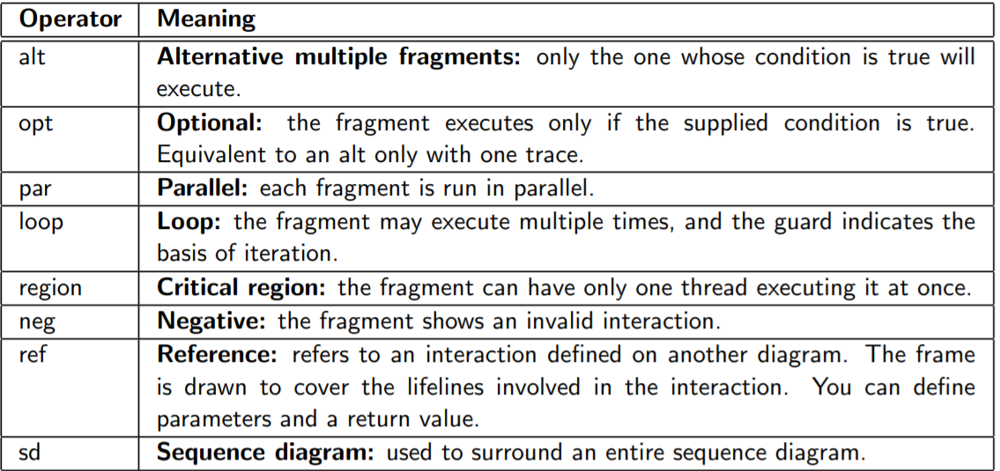 Operator Meaning
alt Alternative multiple fragments: only the one whose condition is true will
execute.
opt Optional: the fragment executes only if the supplied condition is true.
Equivalent to an alt only with one trace.
par Parallel: each fragment is run in parallel.
loop Loop: the fragment may execute multiple times, and the guard indicates the
basis of iteration.
region Critical region: the fragment can have only one thread executing it at once.
neg Negative: the fragment shows an invalid interaction.
ref Reference: refers to an interaction defined on another diagram. The frame
is drawn to cover the lifelines involved in the interaction. You can define
parameters and a return value.
sd Sequence diagram: used to surround an entire sequence diagram.